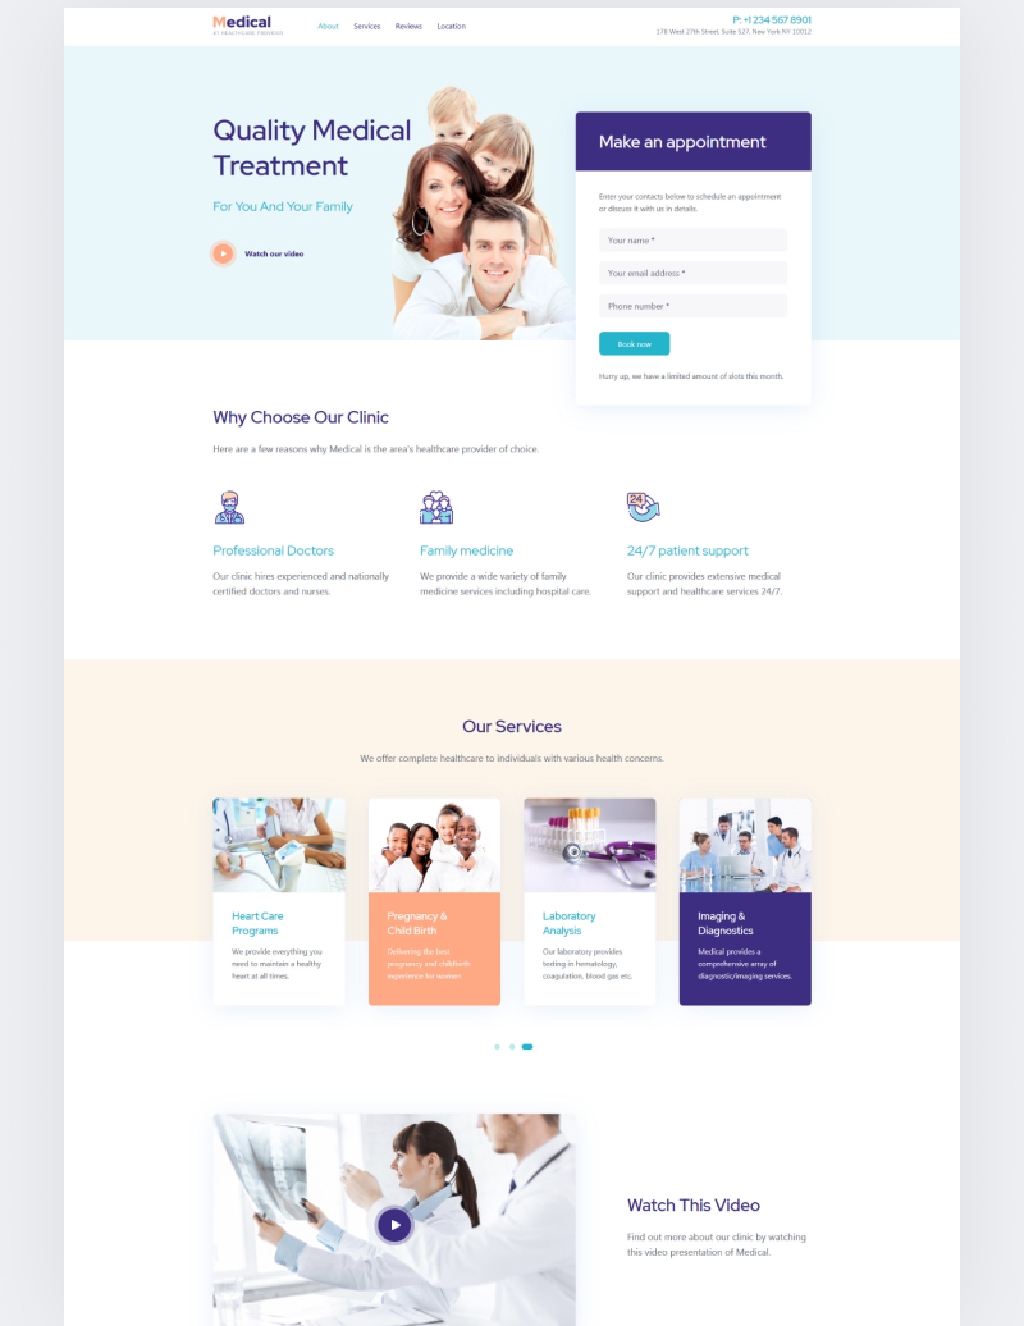 Medical
#1 HEALTHCARE PROVIDER
About Services Reviews Location
P: +1 234 567 8901
178 West 27th Street, Suite 527, New York NY 10012
Quality Medical
Treatment
For You And Your Family
Watch our video
Make an appointment
Enter your contacts below to schedule an appointment
or discuss it with us in details.
Your name *
Your email address *
Phone number *
Book now
Hurry up, we have a limited amount of slots this month.
Why Choose Our Clinic
Here are a few reasons why Medical is the area's healthcare provider of choice.
24
Professional Doctors
Our clinic hires experienced and nationally
certified doctors and nurses.
Family medicine
We provide a wide variety of family
medicine services including hospital care.
24/7 patient support
Our clinic provides extensive medical
support and healthcare services 24/7.
Our Services
We offer complete healthcare to individuals with various health concerns.
Heart Care
Programs
We provide everything you
need to maintain a healthy
heart at all times.
Pregnancy &
Child Birth
Delivering the best
pregnancy and childbirth
experience for women.
Laboratory
Analysis
Our laboratory provides
testing in hematology,
coagulation, blood gas etc.
Imaging &
Diagnostics
Medical provides a
comprehensive array of
diagnostic/imaging services.
Watch This Video
Find out more about our clinic by watching
this video presentation of Medical.